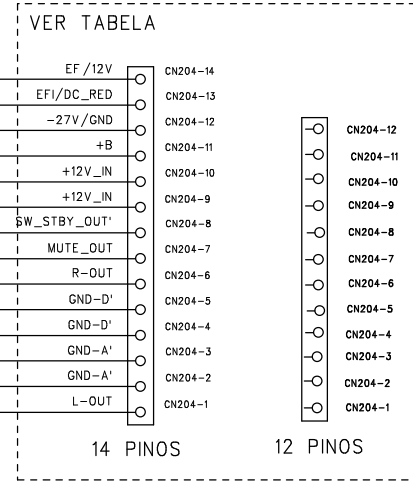 VER TABELA
EF/12V CN204-14
EFI/DC_RED CN204-13
-27V/GND CN204-12
+B CN204-11
+12V_IN CN204-10
+12V_IN CN204-9
SW_STBY_OUT' CN204-8
MUTE_OUT CN204-7
R-OUT CN204-6
GND-D' CN204-5
GND-D' CN204-4
GND-A' CN204-3
GND-A' CN204-2
L-OUT CN204-1
14 PINOS
CN204-12
CN204-11
CN204-10
CN204-9
CN204-8
CN204-7
CN204-6
CN204-5
CN204-4
CN204-3
CN204-2
CN204-1
12 PINOS